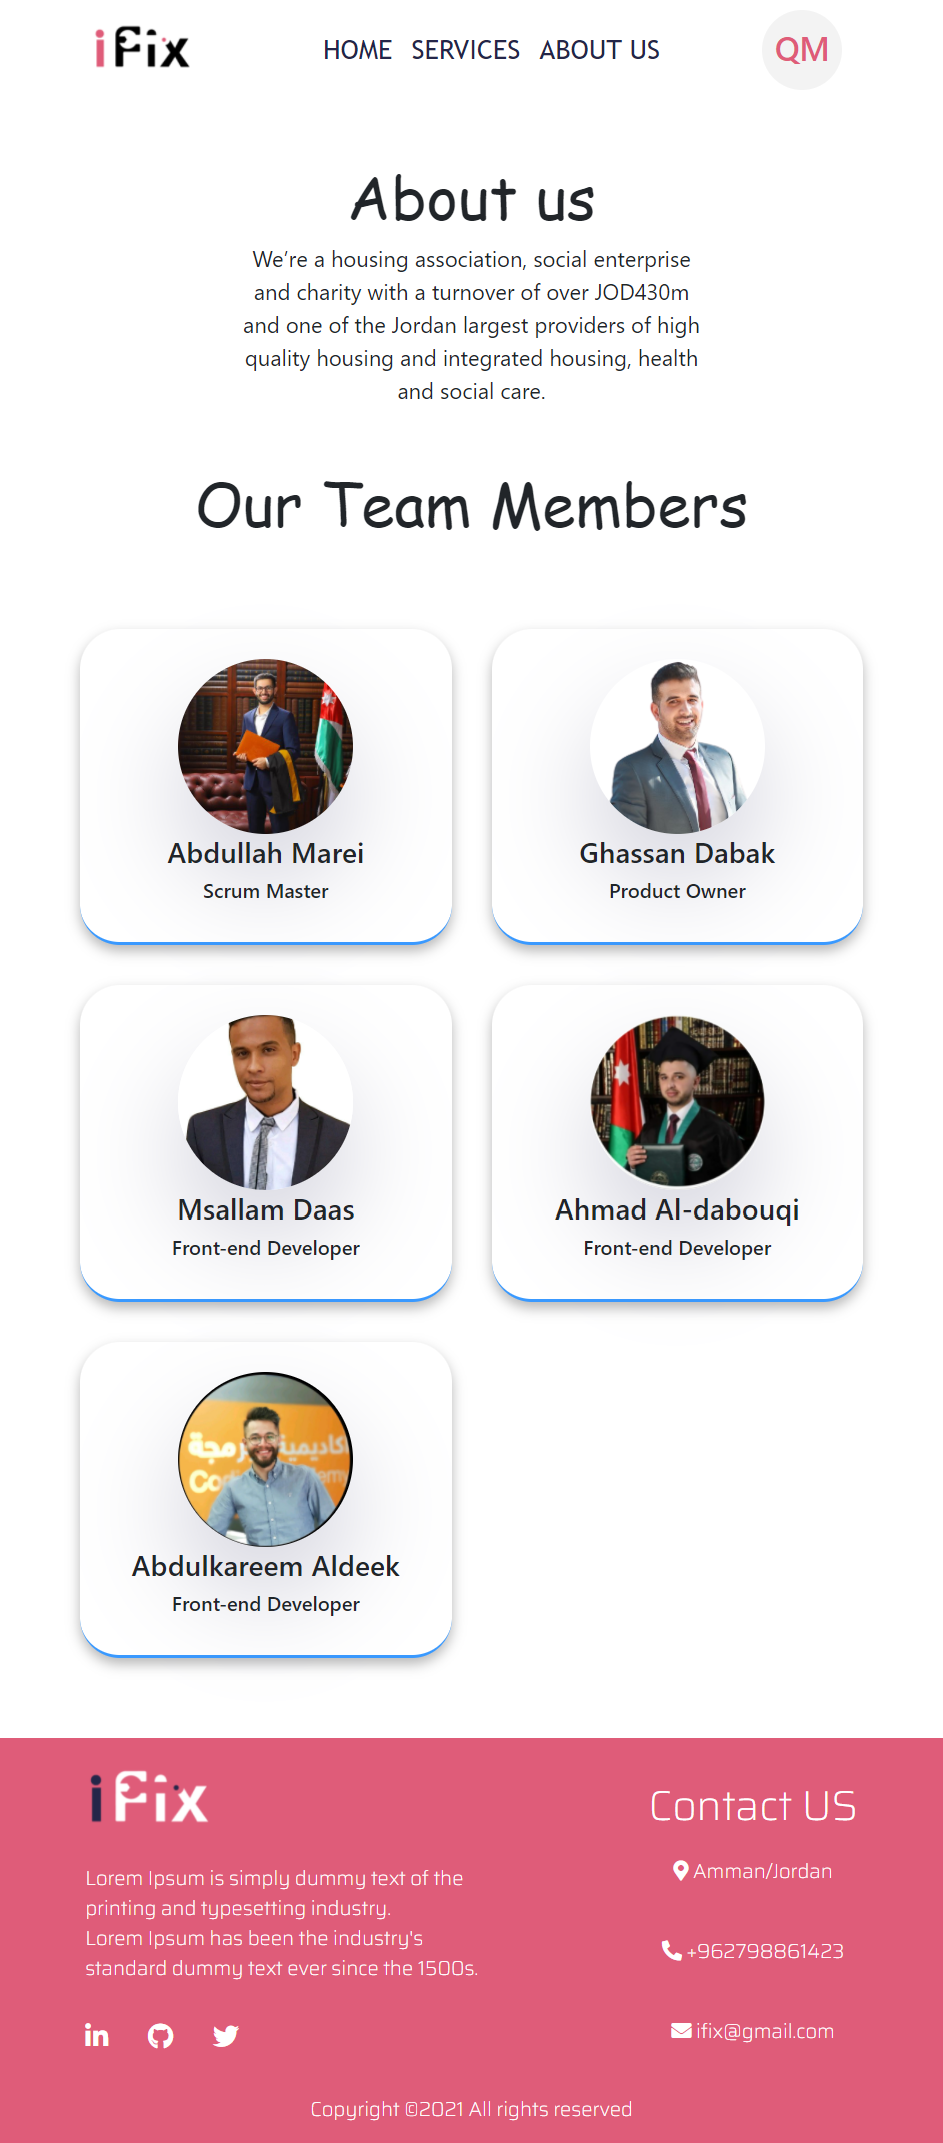 iFix
HOME SERVICES ABOUT US
QM
About us
We’re a housing association, social enterprise
and charity with a turnover of over JOD430m
and one of the Jordan largest providers of high
quality housing and integrated housing, health
and social care.
Our Team Members
Abdullah Marei
Scrum Master
Ghassan Dabak
Product Owner
Msallam Daas
Front-end Developer
Ahmad Al-dabouqi
Front-end Developer
Abdulkareem Aldeek
Front-end Developer
iFix
Lorem Ipsum is simply dummy text of the
printing and typesetting industry.
Lorem Ipsum has been the industry's
standard dummy text ever since the 1500s.
Contact US
Amman/Jordan
+962798861423
ifix@gmail.com
Copyright ©2021 All rights reserved